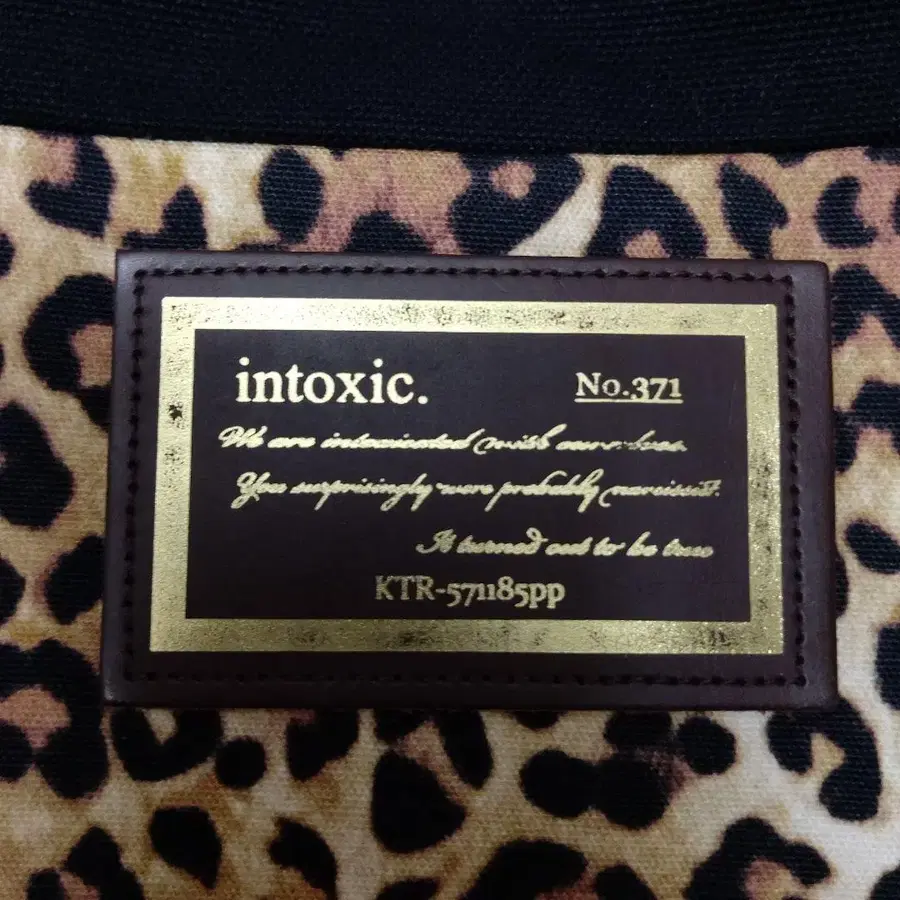 intoxic.
No.371
We are intoxicated with ourselves.
You surprisingly were probably narcissist.
It turned out to be true
KTR-571185pp